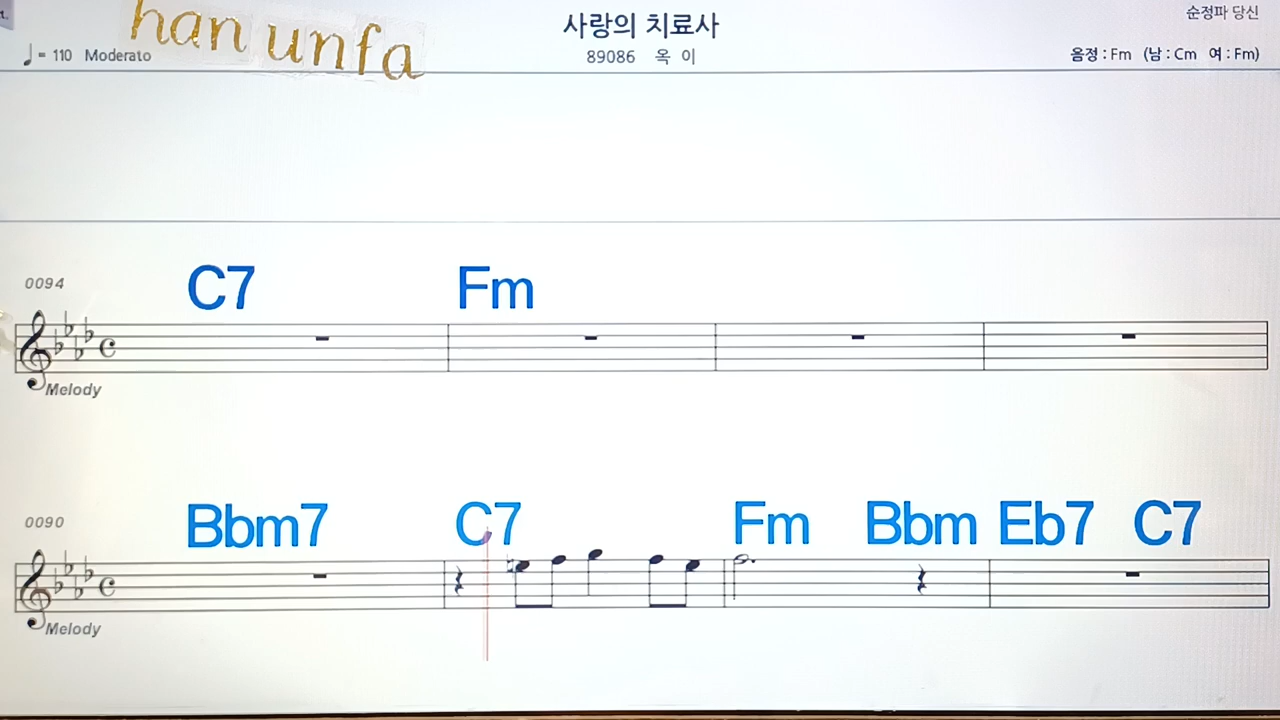 1.
han unfa
사랑의 치료사
순정파 당신
♩= 110 Moderato
89086 옥 이
음정 : Fm (남 : Cm 여 : Fm)
0094
C7 Fm
Melody
0090
Bbm7 C7 Fm Bbm Eb7 C7
Melody